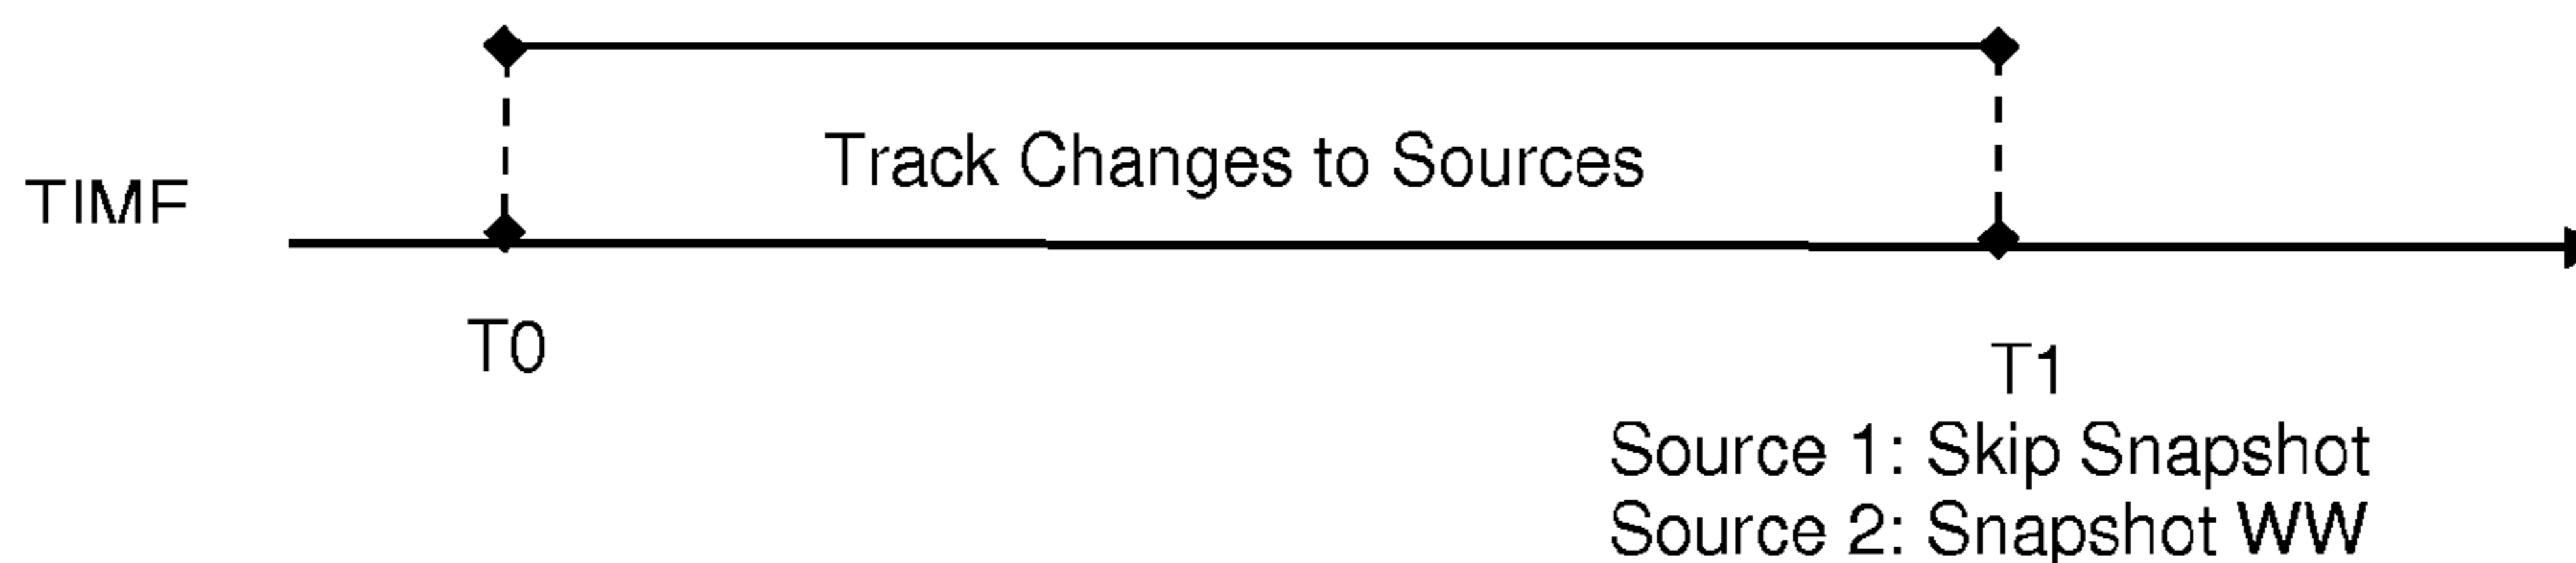 Track Changes to Sources
TIME
T0
T1
Source 1: Skip Snapshot
Source 2: Snapshot WW